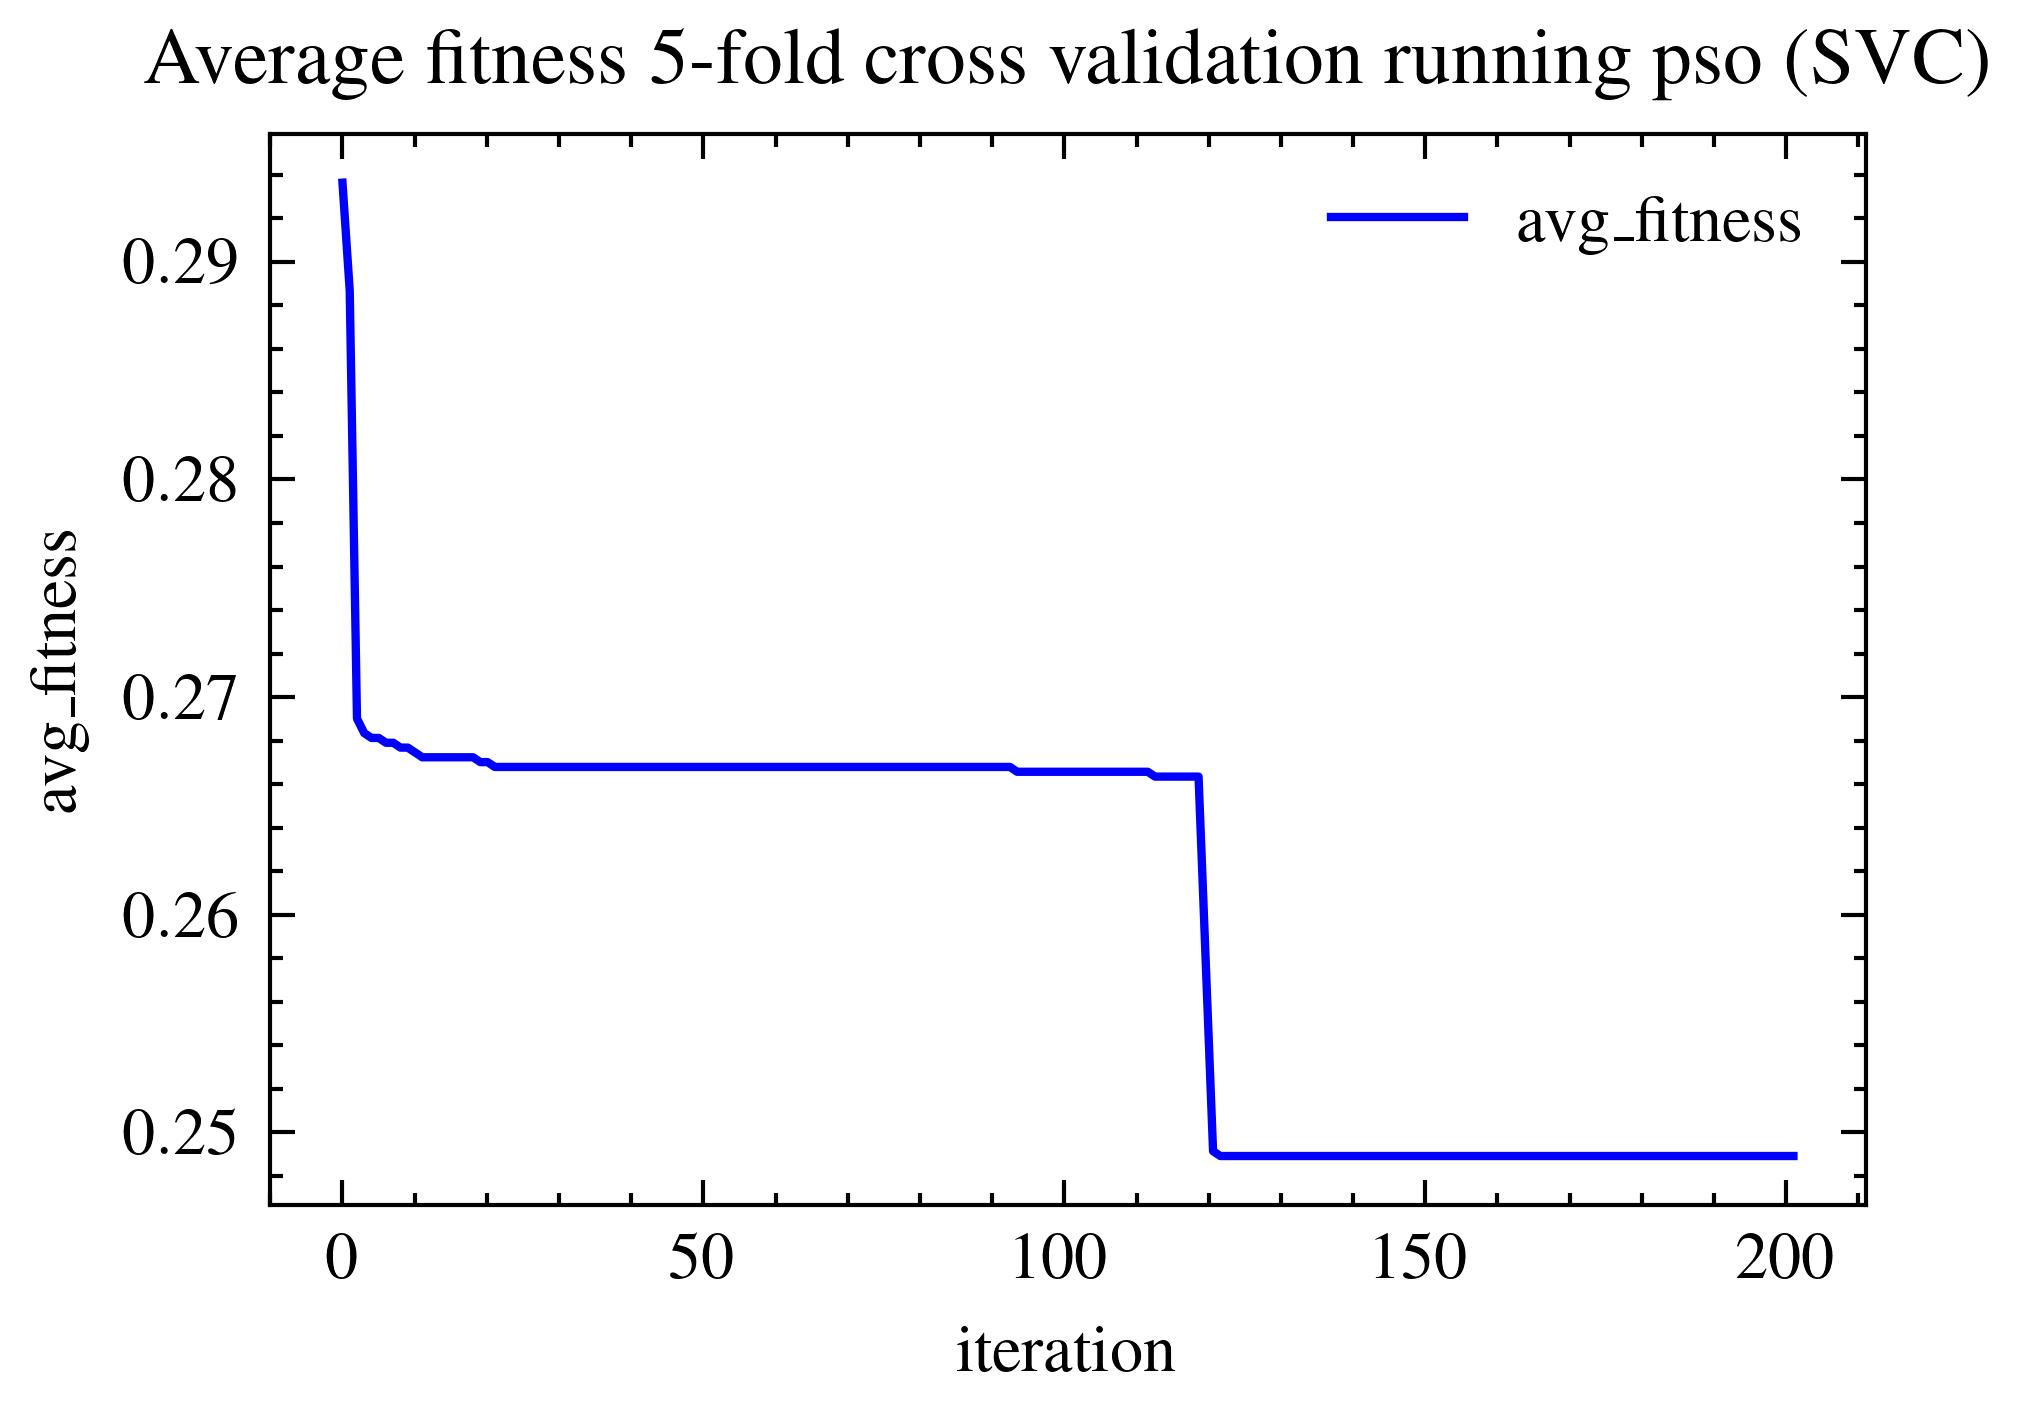 Average fitness 5-fold cross validation running pso (SVC)
avg_fitness
0.29
0.28
0.27
0.26
0.25
avg_fitness
0 50 100 150 200
iteration